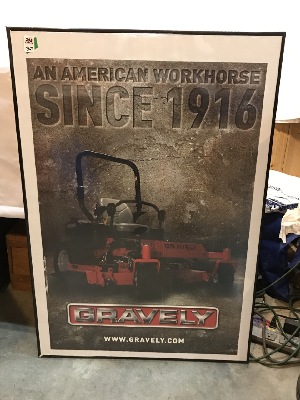 AN AMERICAN WORKHORSE
SINCE 1916
GRAVELY
WWW.GRAVELY.COM